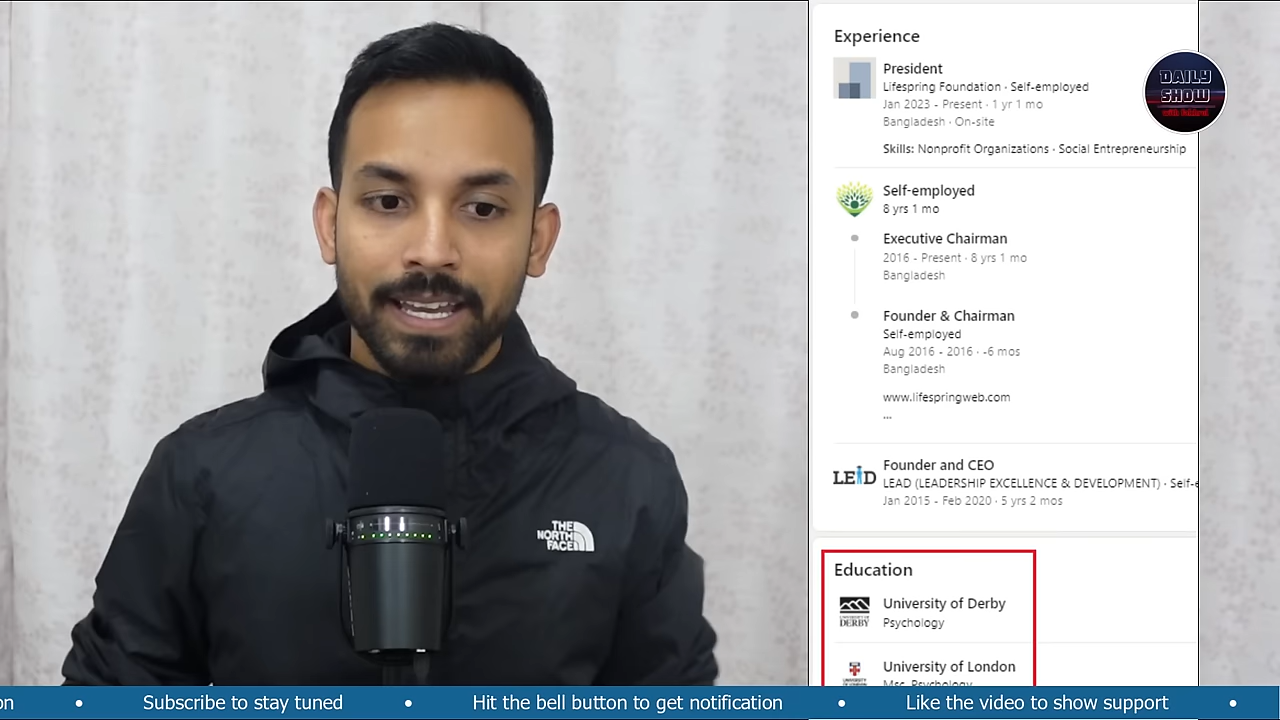 Experience
President
Lifespring Foundation · Self-employed
Jan 2023 - Present · 1 yr 1 mo
Bangladesh · On-site
Skills: Nonprofit Organizations · Social Entrepreneurship
DAILY
SHOW
Self-employed
8 yrs 1 mo
Executive Chairman
2016 - Present · 8 yrs 1 mo
Bangladesh
Founder & Chairman
Self-employed
Aug 2016 - 2016 · -6 mos
Bangladesh
www.lifespringweb.com
...
LEAD
Founder and CEO
LEAD (LEADERSHIP EXCELLENCE & DEVELOPMENT) · Self-e
Jan 2015 - Feb 2020 · 5 yrs 2 mos
Education
UNIVERSITY OF
DERBY
University of Derby
Psychology
University of London
Msc. Psychology
THE
NORTH
FACE
on • Subscribe to stay tuned • Hit the bell button to get notification • Like the video to show support •